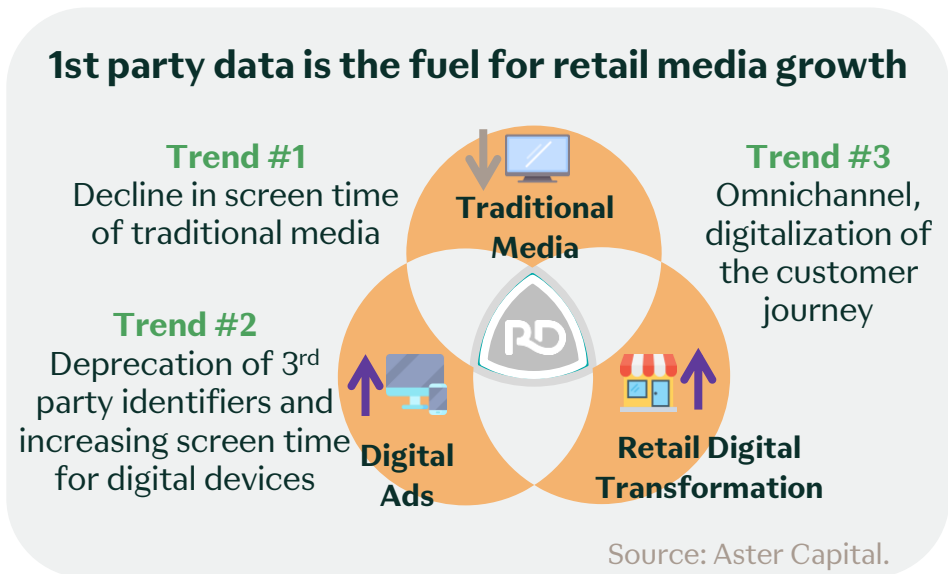 1st party data is the fuel for retail media growth
Trend #1
Decline in screen time
of traditional media
Trend #2
Deprecation of 3rd
party identifiers and
increasing screen time
for digital devices
Traditional
Media
RD
Digital
Ads
Retail Digital
Transformation
Trend #3
Omnichannel,
digitalization of
the customer
journey
Source: Aster Capital.